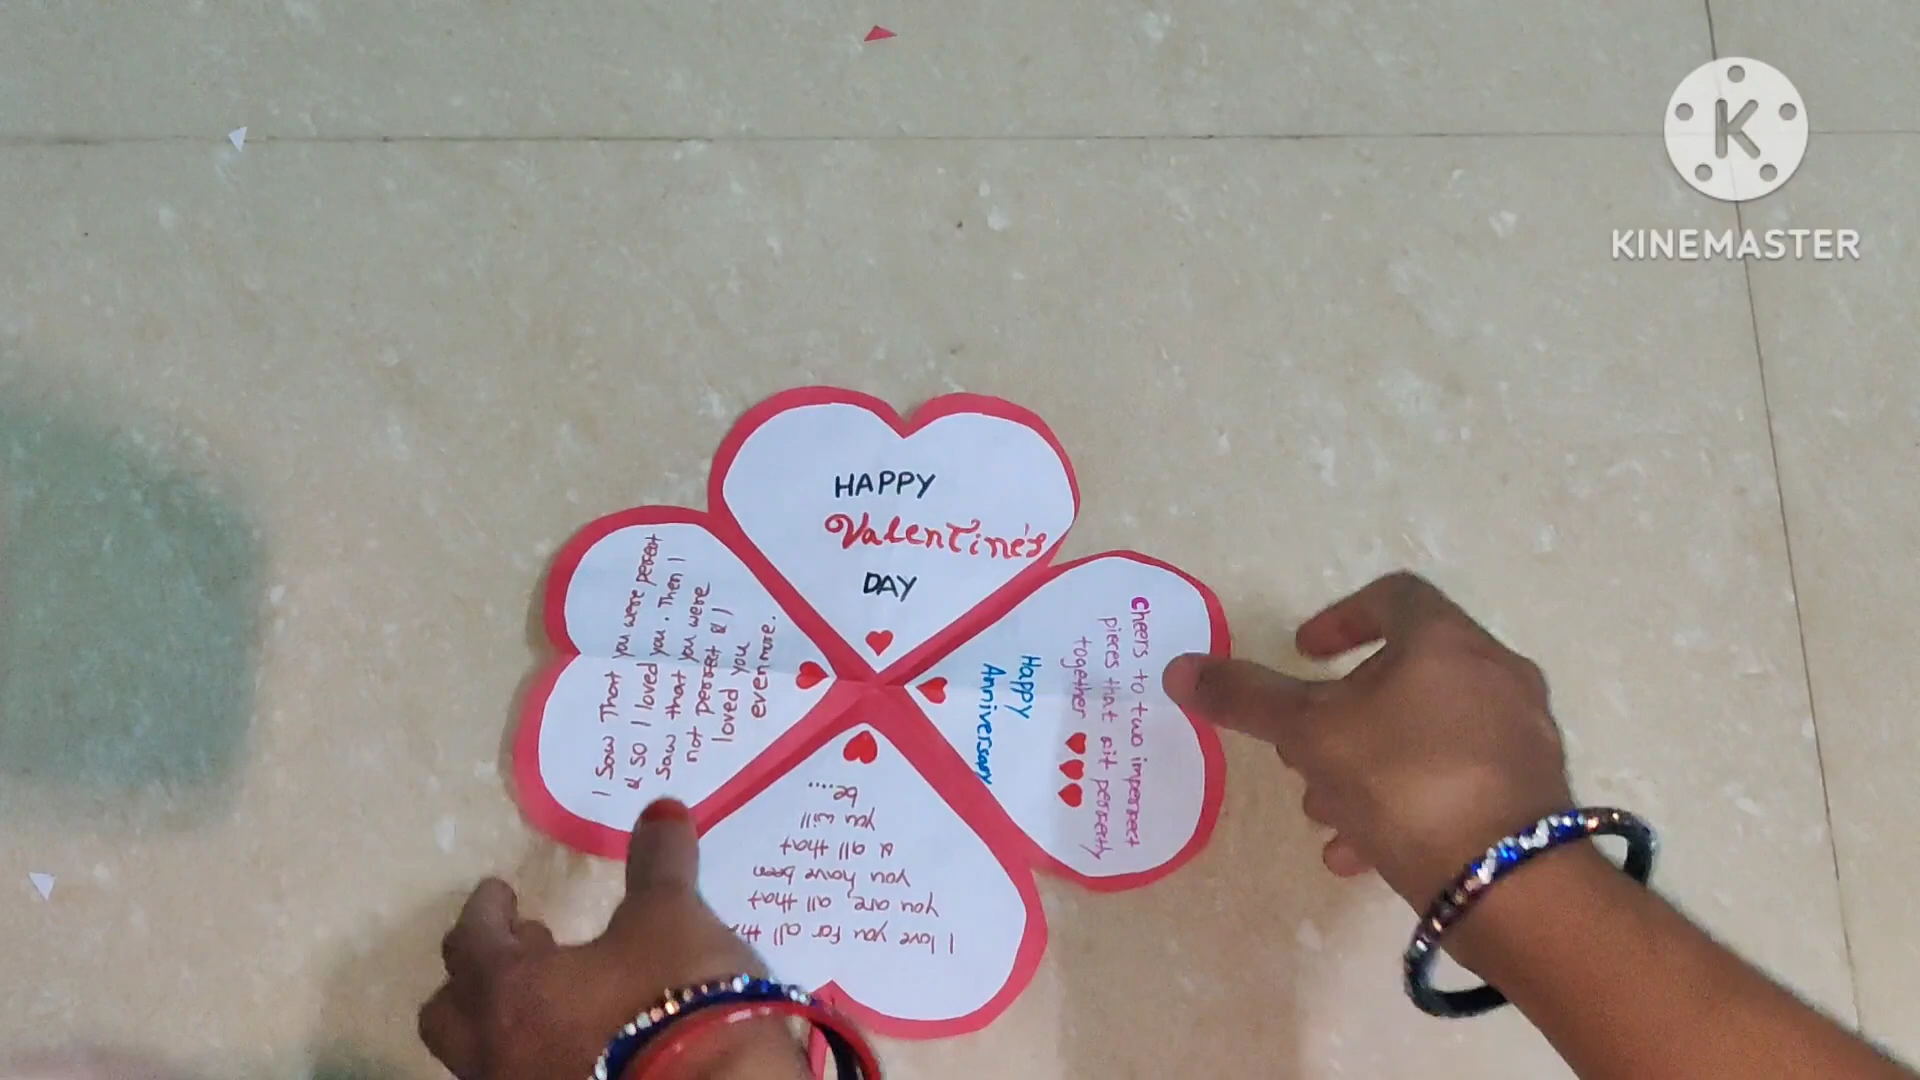 K
KINEMASTER
HAPPY
Valentine's
DAY
I Saw That you were perfect
& so I loved you. Then I
saw that you were
not perfect & I
loved you
even more.
Cheers to two imperfect
pieces that fit perfectly
together
Happy
Anniversary
I love you for all
you are, all that
you have been
& all that
you will
be....